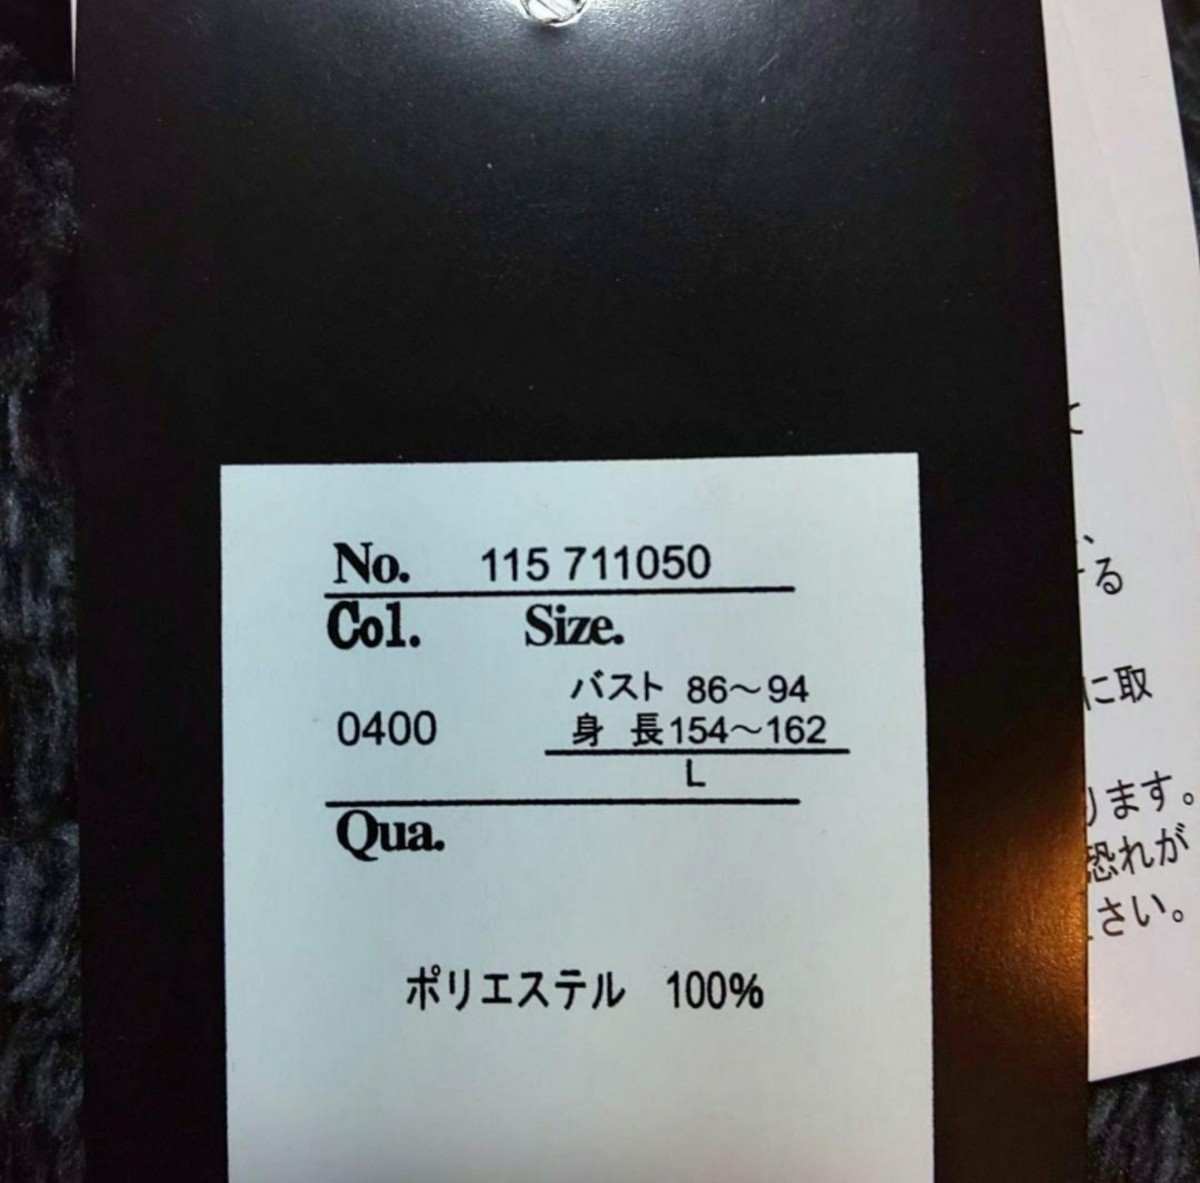 No. 115 711050
Col. Size.
バスト 86～94
0400 身 長154～162
L
Qua.
ポリエステル 100%
る
に取
ります。
恐れが
さい。